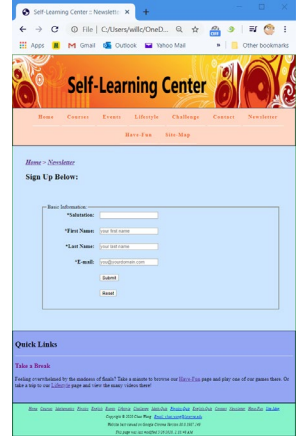 Self-Learning Center :: Newslette
File | C:/Users/willc/OneD...
Apps Gmail Outlook Yahoo Mail » Other bookmarks
Self-Learning Center
Home Courses Events Lifestyle Challenge Contact Newsletter
Have-Fun Site-Map
Home > Newsletter
Sign Up Below:
Basic Information
*Salutation:
*First Name: your first name
*Last Name: your last name
*E-mail: you@yourdomain.com
Submit
Reset
Quick Links
Take a Break
Feeling overwhelmed by the madness of finals? Take a minute to browse our Have-Fun page and play one of our games there. Or
take a trip to our Lifestyle page and view the many videos there!